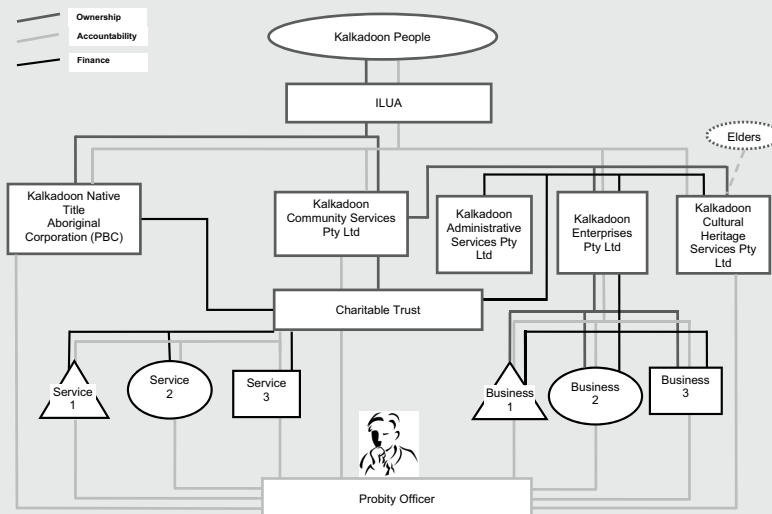 Ownership
Accountability
Finance
Kalkadoon People
ILUA
Elders
Kalkadoon Native
Title
Aboriginal
Corporation (PBC)
Kalkadoon
Community Services
Pty Ltd
Kalkadoon
Administrative
Services Pty
Ltd
Kalkadoon
Enterprises
Pty Ltd
Kalkadoon
Cultural
Heritage
Services Pty
Ltd
Charitable Trust
Service
1
Service
2
Service
3
Business
1
Business
2
Business
3
Probity Officer